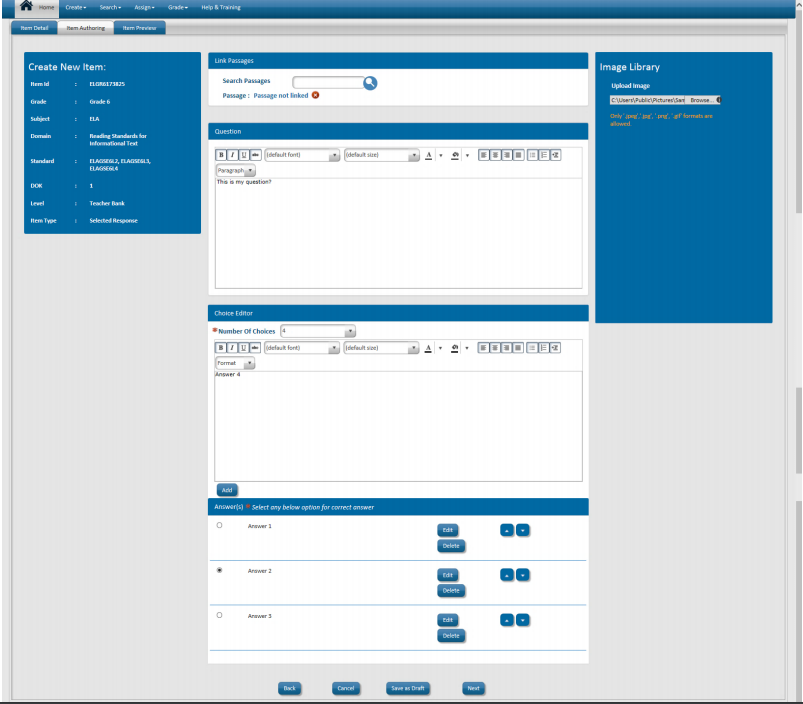 Home Create Search Assign Grade Help & Training
Item Detail Item Authoring Item Preview
Create New Item:
Item Id : ELGR6173825
Grade : Grade 6
Subject : ELA
Domain : Reading Standards for
Informational Text
Standard : ELAGSE6L2, ELAGSE6L3,
ELAGSE6L4
DOK : 1
Level : Teacher Bank
Item Type : Selected Response
Link Passages
Search Passages
Passage : Passage not linked
Question
B I U abc (default font) (default size) A
Paragraph
This is my question?
Choice Editor
*Number Of Choices 4
B I U abc (default font) (default size) A
Format
Answer 4
Add
Answer(s) * Select any below option for correct answer
Answer 1 Edit
Delete
Answer 2 Edit
Delete
Answer 3 Edit
Delete
Back Cancel Save as Draft Next
Image Library
Upload Image
C:\Users\Public\Pictures\Sam Browse...
Only '.jpeg','.jpg', '.png','.gif' formats are
allowed